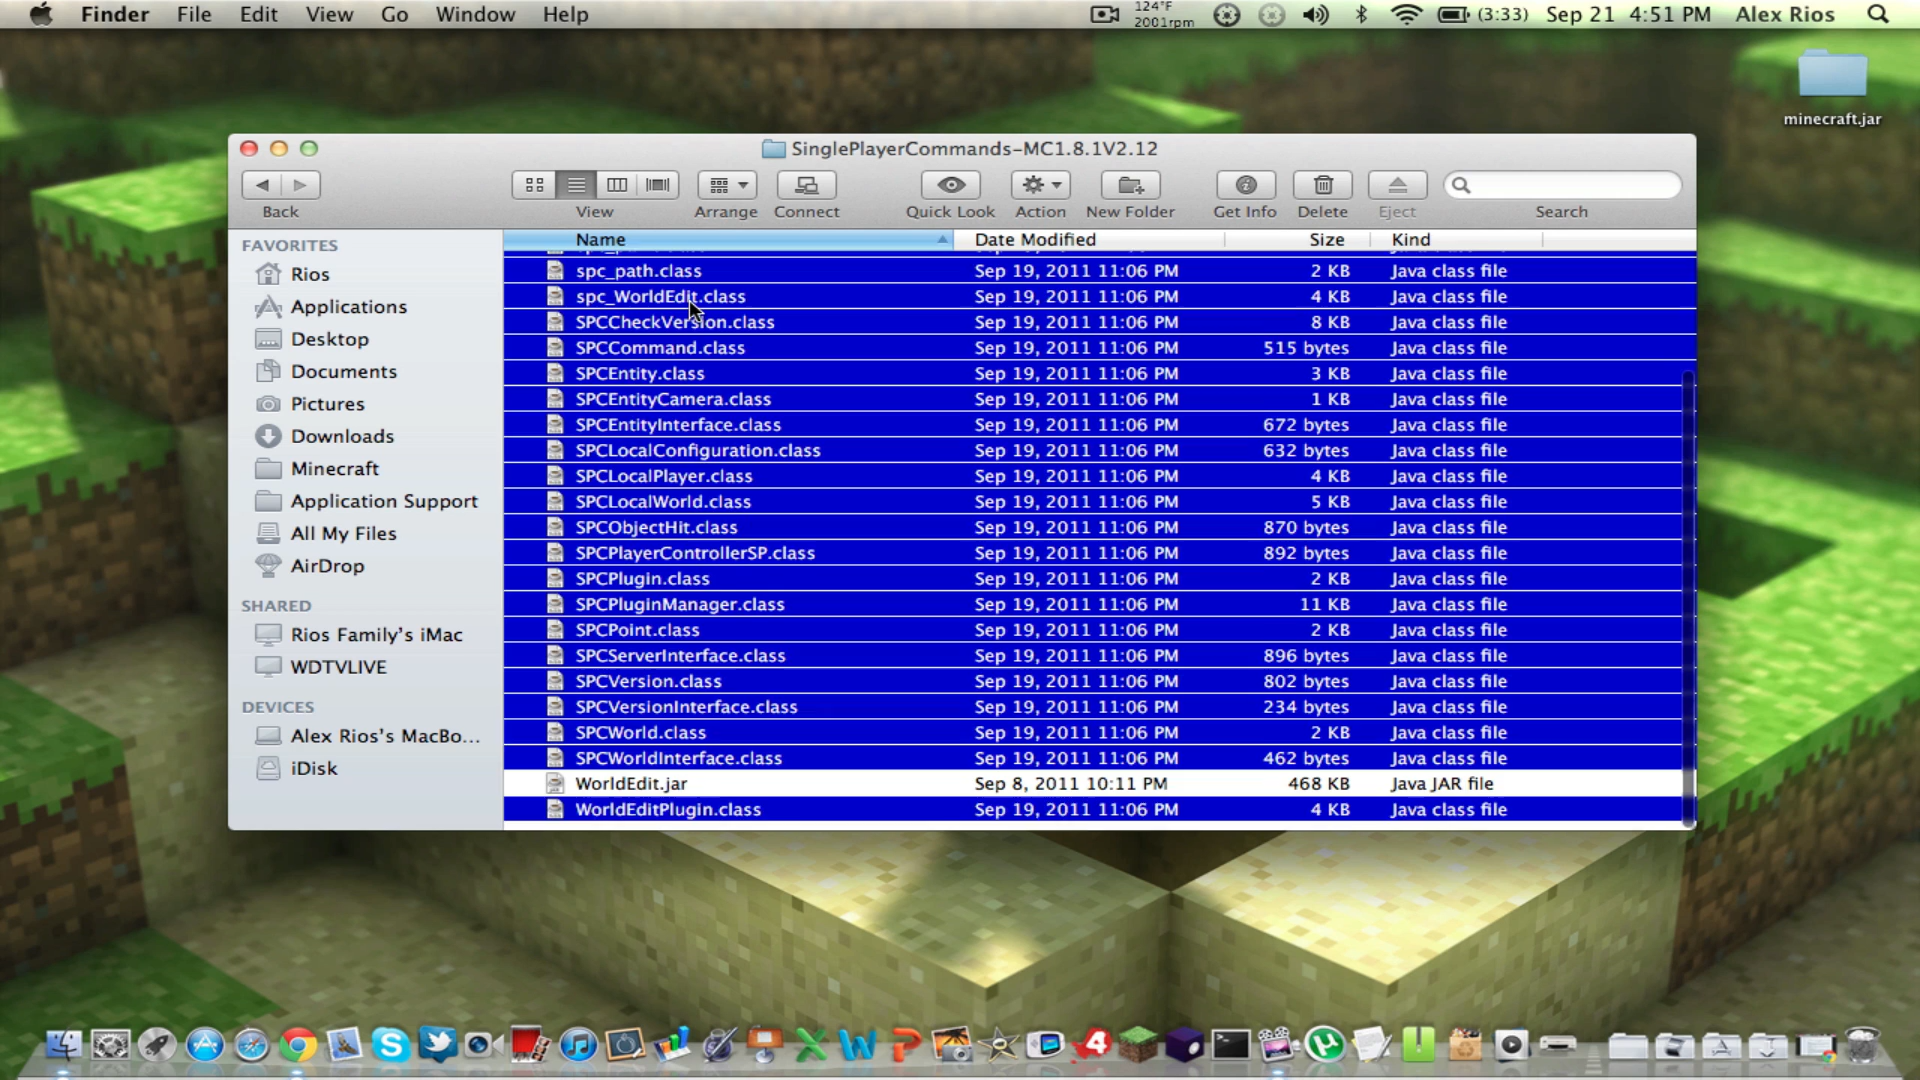 Finder File Edit View Go Window Help 124°F 2001rpm (3:33) Sep 21 4:51 PM Alex Rios
minecraft.jar
SinglePlayerCommands-MC1.8.1V2.12
Back View Arrange Connect Quick Look Action New Folder Get Info Delete Eject Search
FAVORITES
Rios
Applications
Desktop
Documents
Pictures
Downloads
Minecraft
Application Support
All My Files
AirDrop
SHARED
Rios Family's iMac
WDTVLIVE
DEVICES
Alex Rios's MacBo...
iDisk
Name Date Modified Size Kind
spc_path.class Sep 19, 2011 11:06 PM 2 KB Java class file
spc_WorldEdit.class Sep 19, 2011 11:06 PM 4 KB Java class file
SPCCheckVersion.class Sep 19, 2011 11:06 PM 8 KB Java class file
SPCCommand.class Sep 19, 2011 11:06 PM 515 bytes Java class file
SPCEntity.class Sep 19, 2011 11:06 PM 3 KB Java class file
SPCEntityCamera.class Sep 19, 2011 11:06 PM 1 KB Java class file
SPCEntityInterface.class Sep 19, 2011 11:06 PM 672 bytes Java class file
SPCLocalConfiguration.class Sep 19, 2011 11:06 PM 632 bytes Java class file
SPCLocalPlayer.class Sep 19, 2011 11:06 PM 4 KB Java class file
SPCLocalWorld.class Sep 19, 2011 11:06 PM 5 KB Java class file
SPCObjectHit.class Sep 19, 2011 11:06 PM 870 bytes Java class file
SPCPlayerControllerSP.class Sep 19, 2011 11:06 PM 892 bytes Java class file
SPCPlugin.class Sep 19, 2011 11:06 PM 2 KB Java class file
SPCPluginManager.class Sep 19, 2011 11:06 PM 11 KB Java class file
SPCPoint.class Sep 19, 2011 11:06 PM 2 KB Java class file
SPCServerInterface.class Sep 19, 2011 11:06 PM 896 bytes Java class file
SPCVersion.class Sep 19, 2011 11:06 PM 802 bytes Java class file
SPCVersionInterface.class Sep 19, 2011 11:06 PM 234 bytes Java class file
SPCWorld.class Sep 19, 2011 11:06 PM 2 KB Java class file
SPCWorldInterface.class Sep 19, 2011 11:06 PM 462 bytes Java class file
WorldEdit.jar Sep 8, 2011 10:11 PM 468 KB Java JAR file
WorldEditPlugin.class Sep 19, 2011 11:06 PM 4 KB Java class file